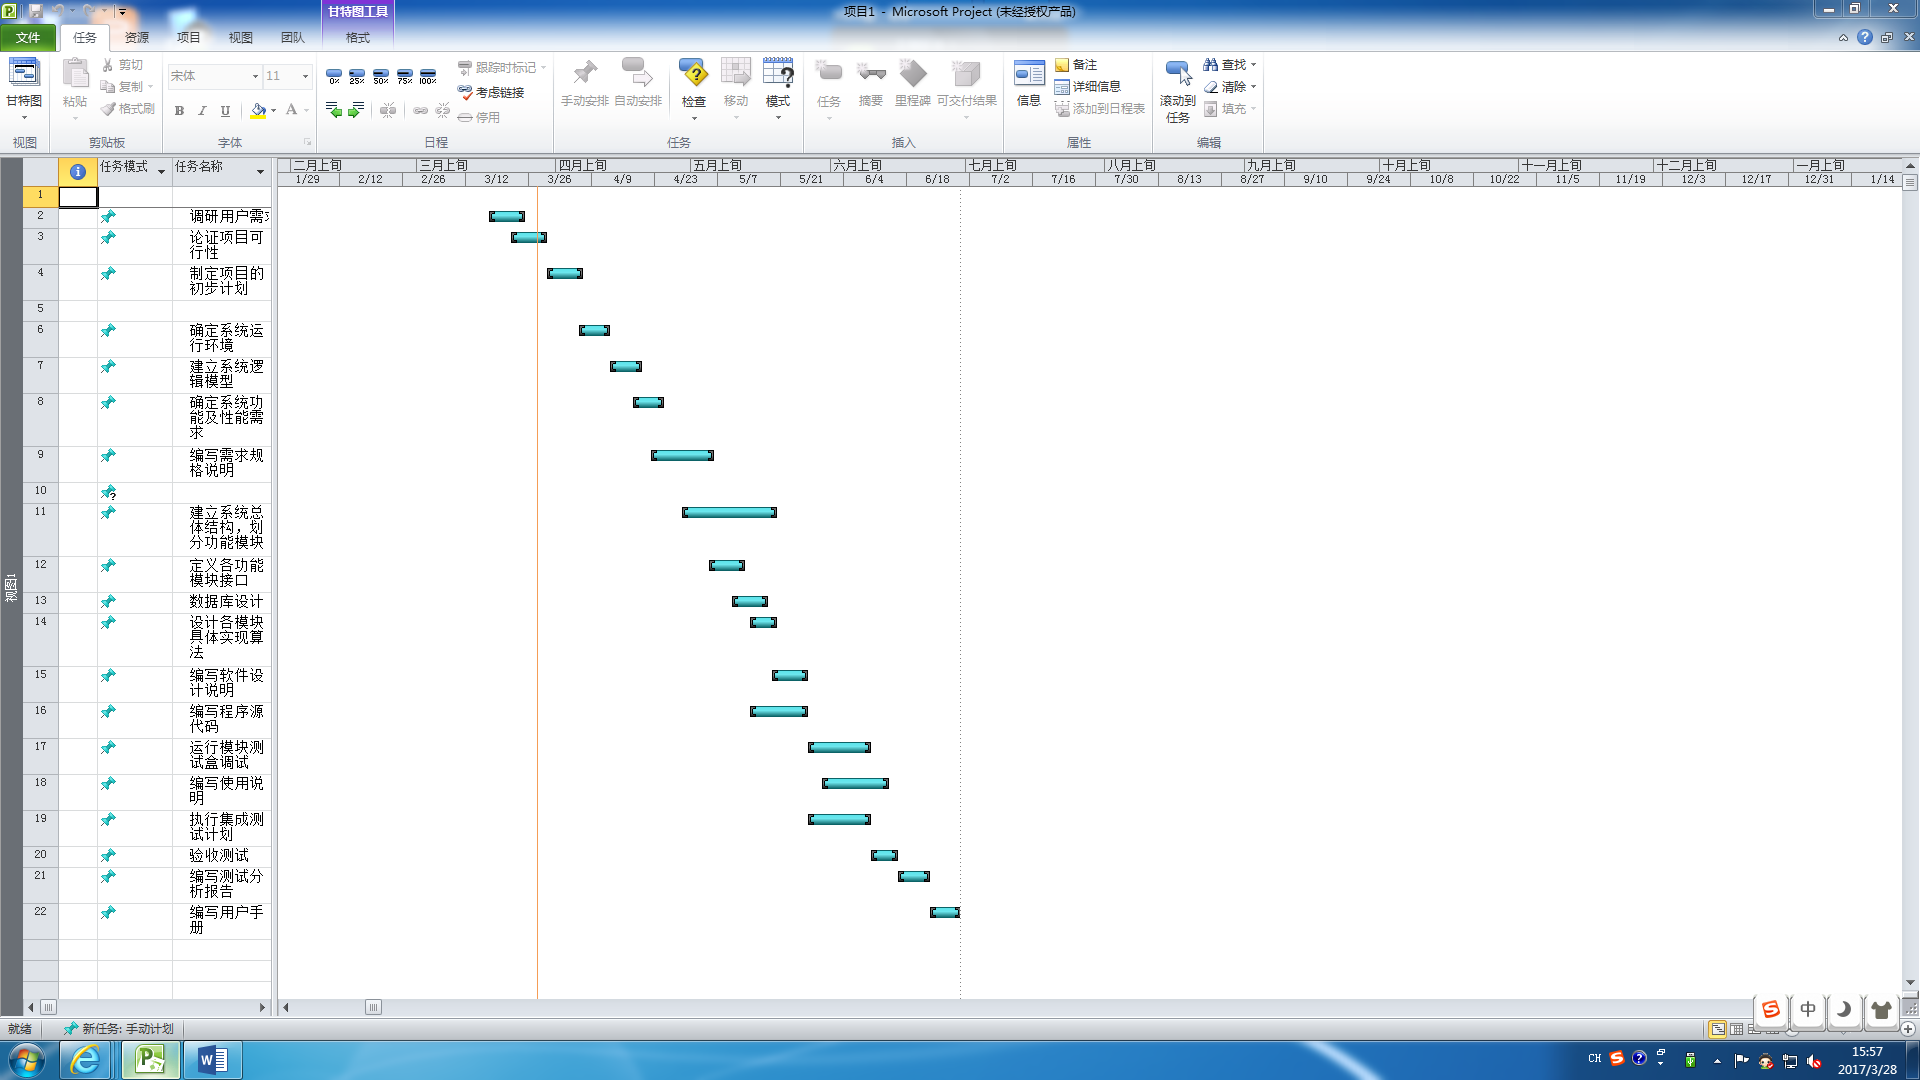 甘特图工具
项目1 - Microsoft Project (未经授权产品)
文件 任务 资源 项目 视图 团队 格式
甘特图
视图
粘贴
剪切
复制
格式刷
剪贴板
宋体 11
B I U A
字体
0% 25% 50% 75% 100%
跟踪时标记
考虑链接
停用
日程
手动安排 自动安排
检查 移动 模式
任务
任务 摘要 里程碑 可交付结果
插入
信息
备注
详细信息
添加到日程表
属性
滚动到任务
查找
清除
填充
编辑
任务模式 任务名称
二月上旬 三月上旬 四月上旬 五月上旬 六月上旬 七月上旬 八月上旬 九月上旬 十月上旬 十一月上旬 十二月上旬 一月上旬
1/29 2/12 2/26 3/12 3/26 4/9 4/23 5/7 5/21 6/4 6/18 7/2 7/16 7/30 8/13 8/27 9/10 9/24 10/8 10/22 11/5 11/19 12/3 12/17 12/31 1/14
1
2 调研用户需求
3 论证项目可
行性
4 制定项目的
初步计划
5
6 确定系统运
行环境
7 建立系统逻
辑模型
8 确定系统功
能及性能需
求
9 编写需求规
格说明
10 ?
11 建立系统总
体结构，划
分功能模块
12 定义各功能
模块接口
13 数据库设计
14 设计各模块
具体实现算
法
15 编写软件设
计说明
16 编写程序源
代码
17 运行模块测
试盒调试
18 编写使用说
明
19 执行集成测
试计划
20 验收测试
21 编写测试分
析报告
22 编写用户手
册
视图1
就绪 新任务: 手动计划
中
CH
15:57
2017/3/28